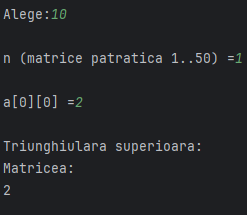 Alege:10
n (matrice patratica 1..50) =1
a[0][0] =2
Triunghiulara superioara:
Matricea:
2